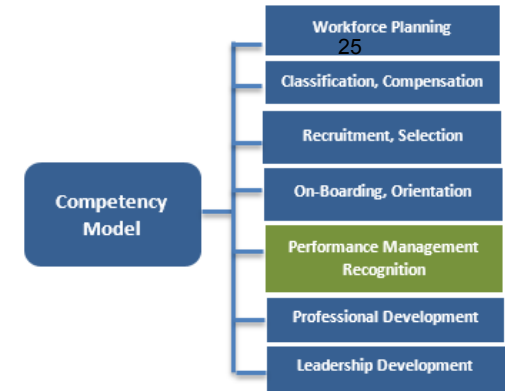 Workforce Planning
25
Classification, Compensation
Recruitment, Selection
On-Boarding, Orientation
Competency
Model
Performance Management
Recognition
Professional Development
Leadership Development